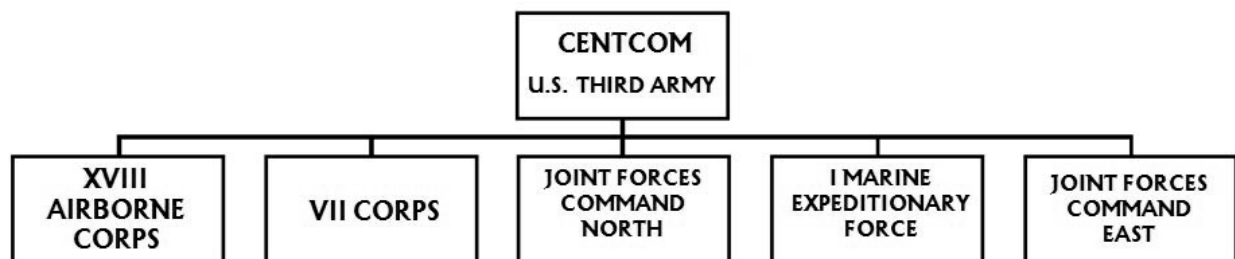 CENTCOM
U.S. THIRD ARMY
XVIII
AIRBORNE
CORPS
VII CORPS
JOINT FORCES
COMMAND
NORTH
I MARINE
EXPEDITIONARY
FORCE
JOINT FORCES
COMMAND
EAST